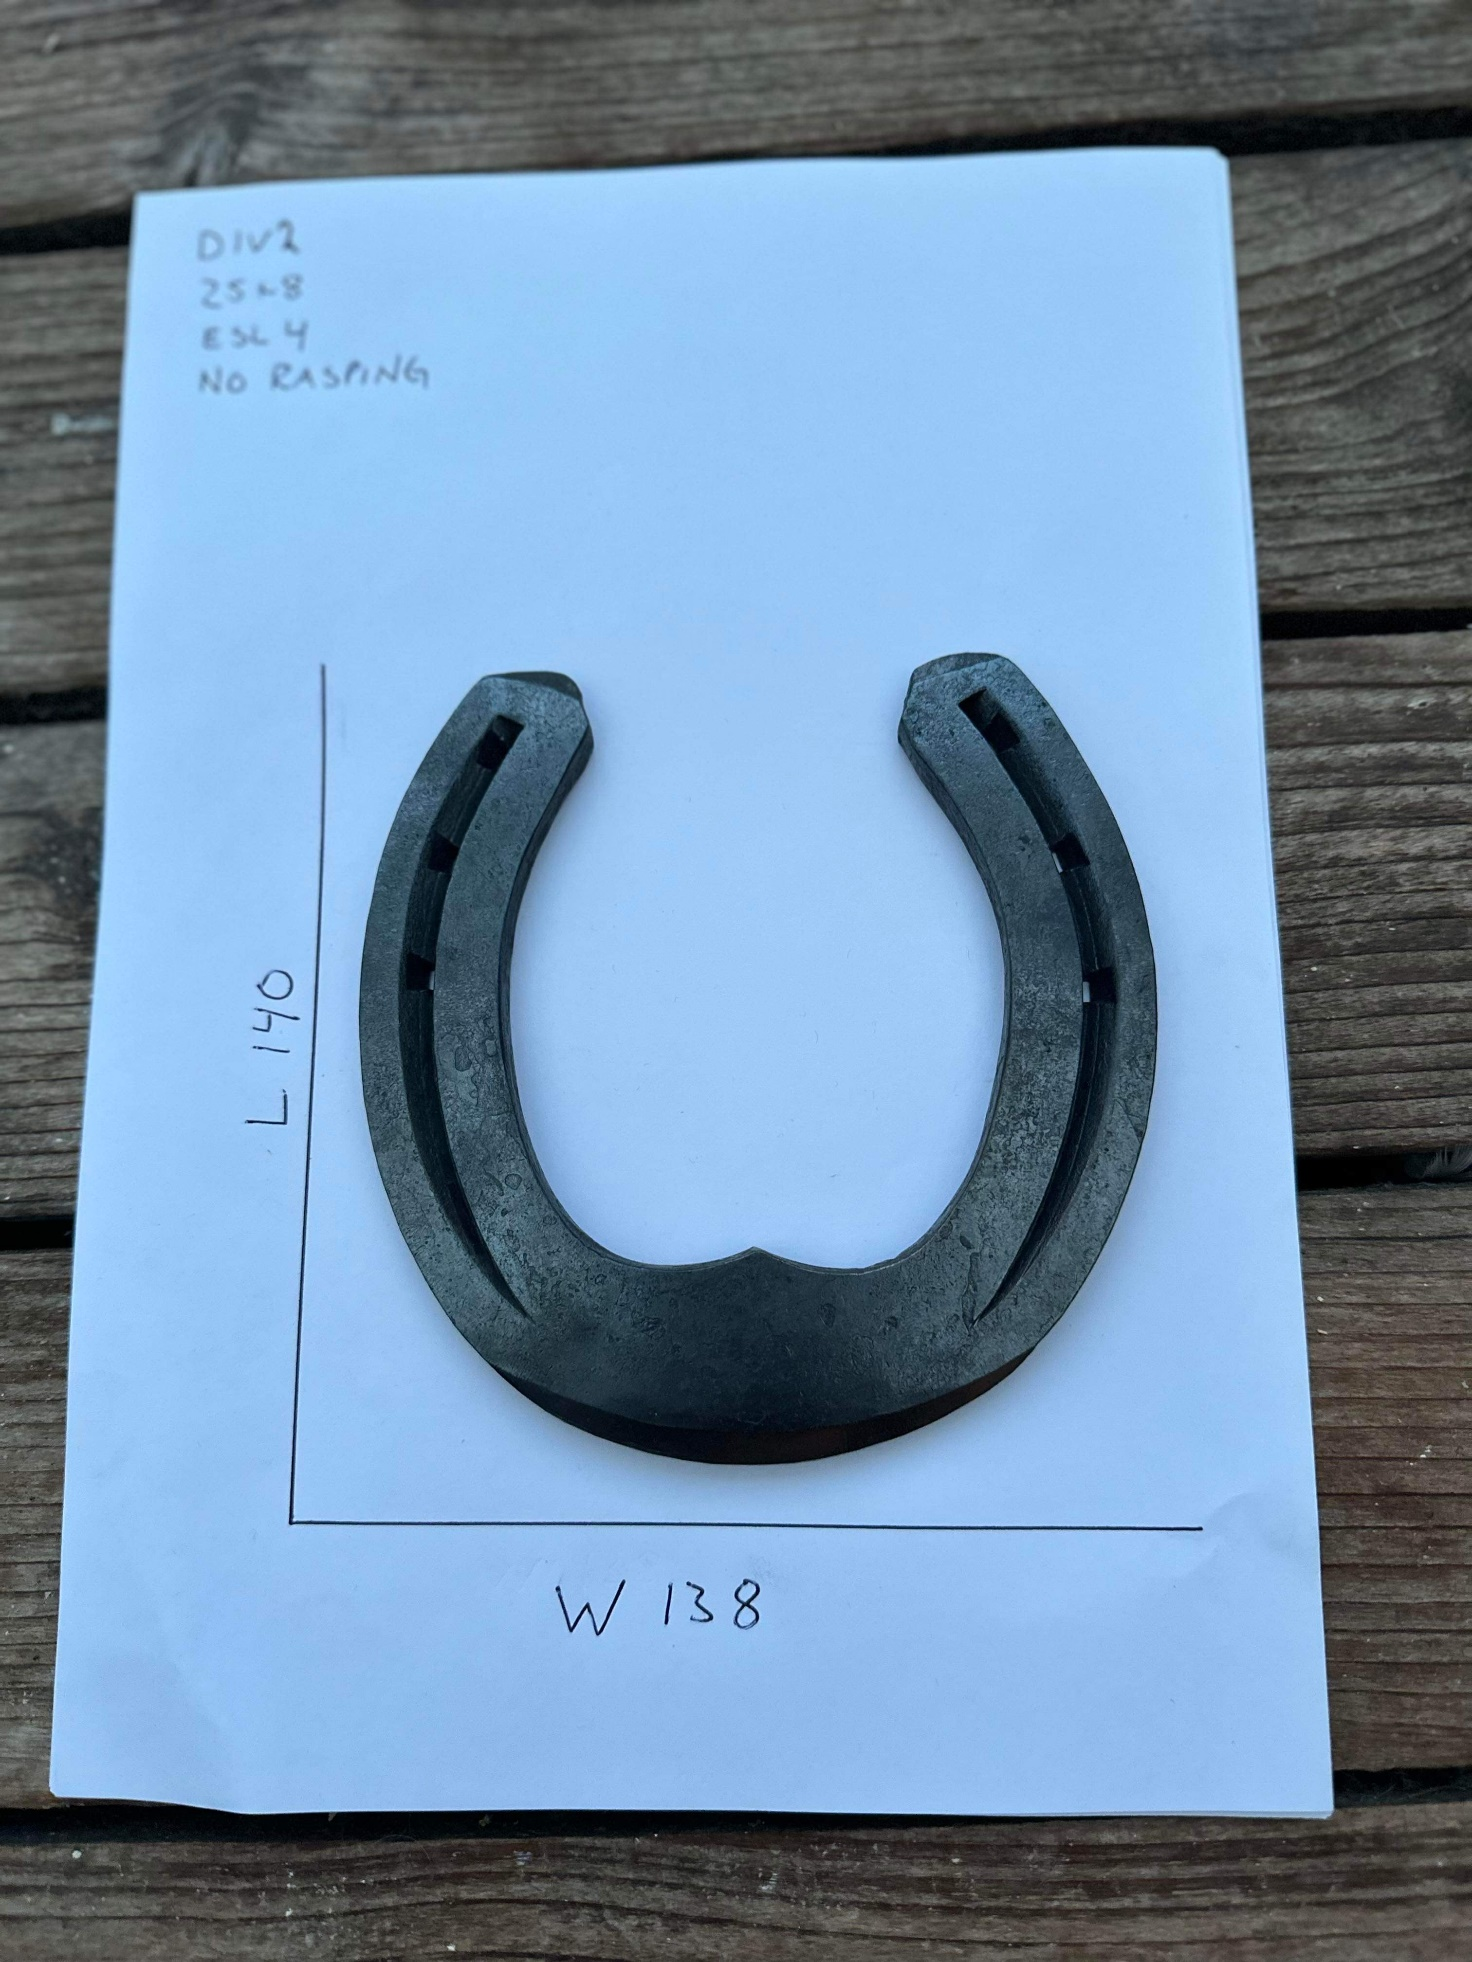 DIV2
25x8
ESL 4
NO RASPING
L 140
W 138